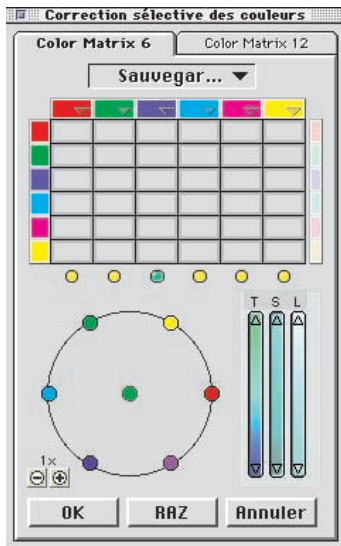 Correction sélective des couleurs
Color Matrix 6 Color Matrix 12
Sauvegar...
T S L
1x
OK RAZ Annuler